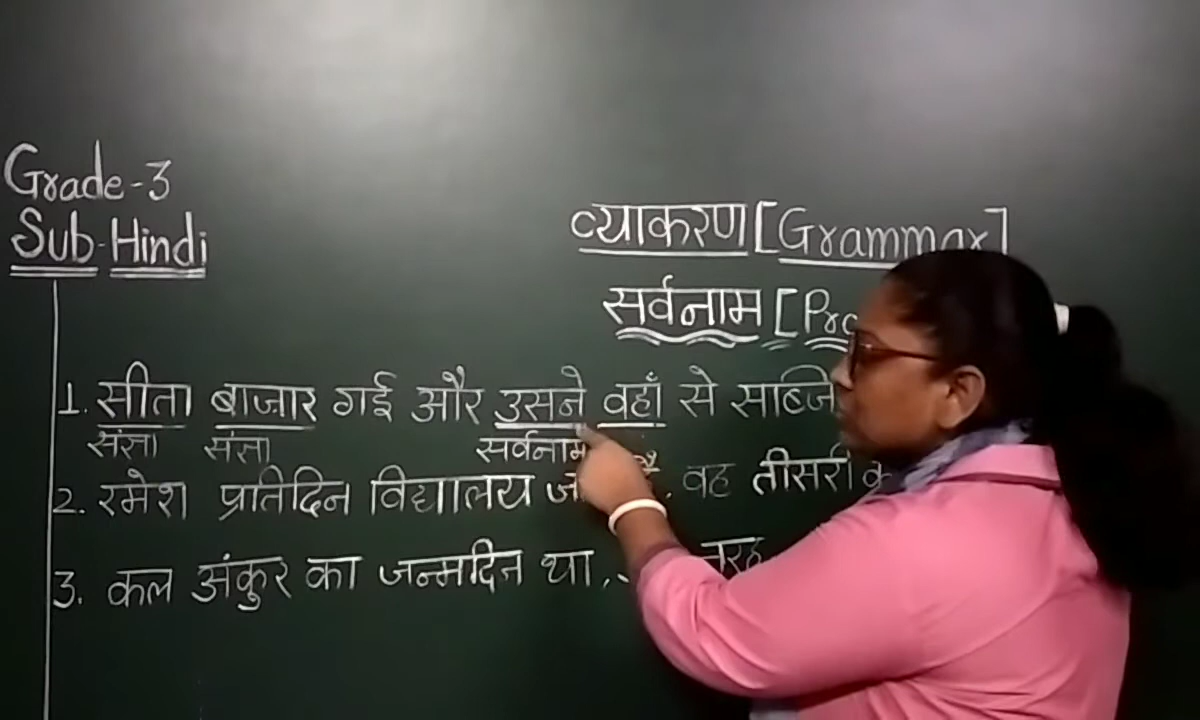 Grade-3
Sub-Hindi
व्याकरण [Grammar]
सर्वनाम [
1. सीता बाज़ार गई और उसने वहाँ से
संज्ञा संज्ञा सर्वनाम
2. रमेश प्रतिदिन विद्यालय वह तीसरी
3. कल अंकुर का जन्मदिन था